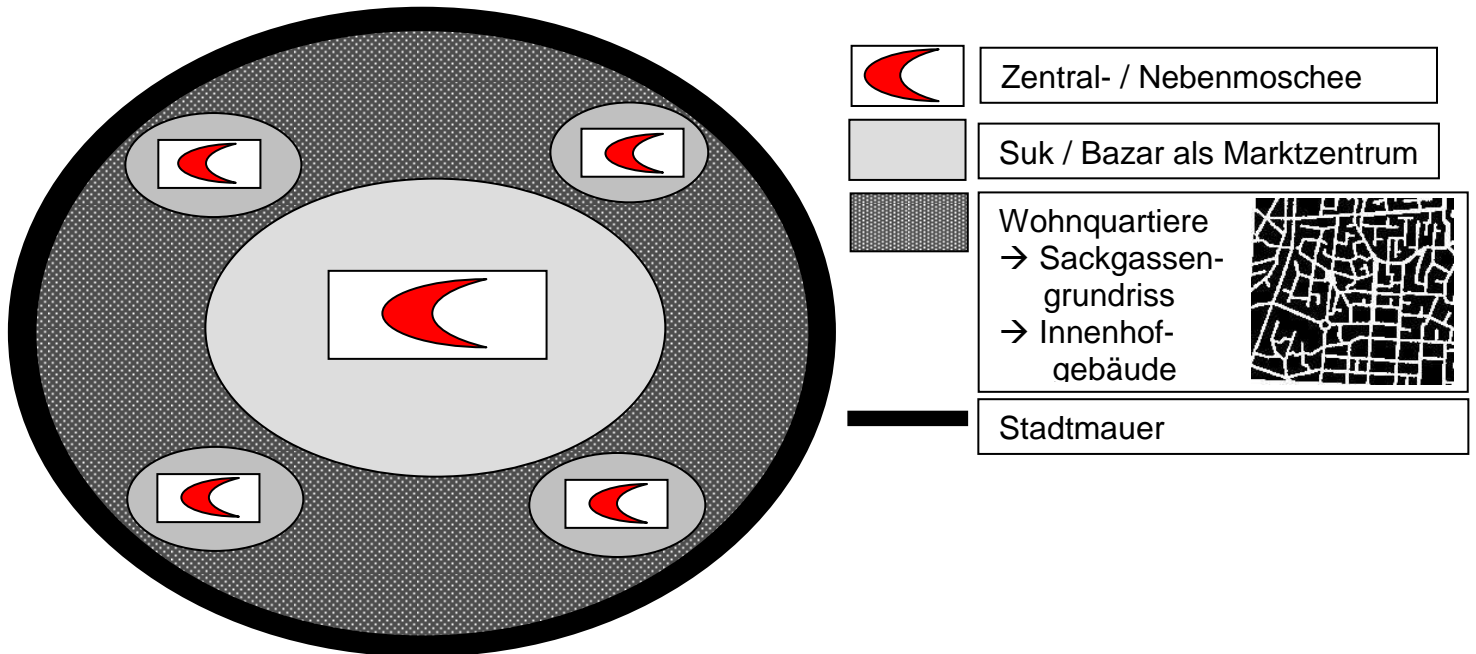 Zentral- / Nebenmoschee
Suk / Bazar als Marktzentrum
Wohnquartiere
→ Sackgassen-
grundriss
→ Innenhof-
gebäude
Stadtmauer